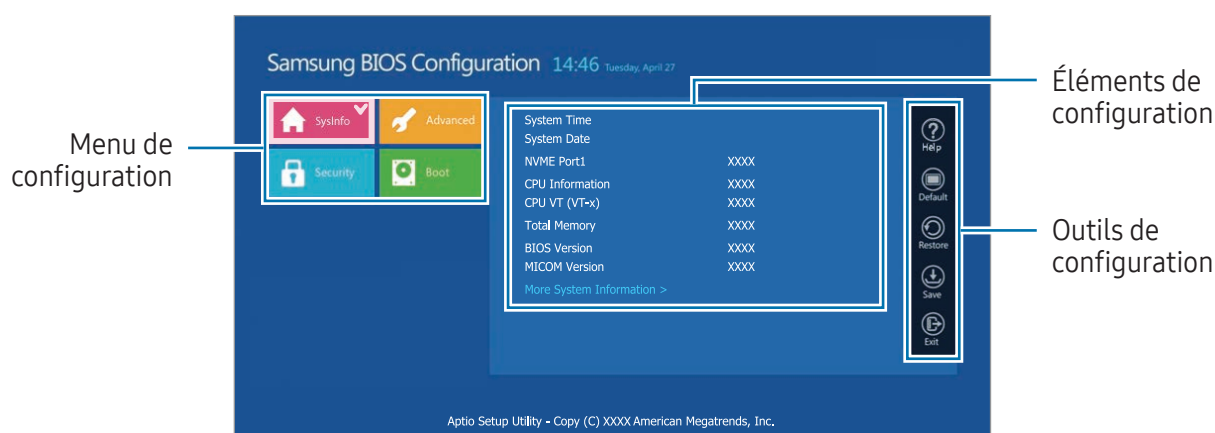 Samsung BIOS Configuration 14:46 Tuesday, April 27
Menu de
configuration
SysInfo
Advanced
Security
Boot
System Time
System Date
NVME Port1 XXXX
CPU Information XXXX
CPU VT (VT-x) XXXX
Total Memory XXXX
BIOS Version XXXX
MICOM Version XXXX
More System Information >
Help
Default
Restore
Save
Exit
Éléments de
configuration
Outils de
configuration
Aptio Setup Utility - Copy (C) XXXX American Megatrends, Inc.